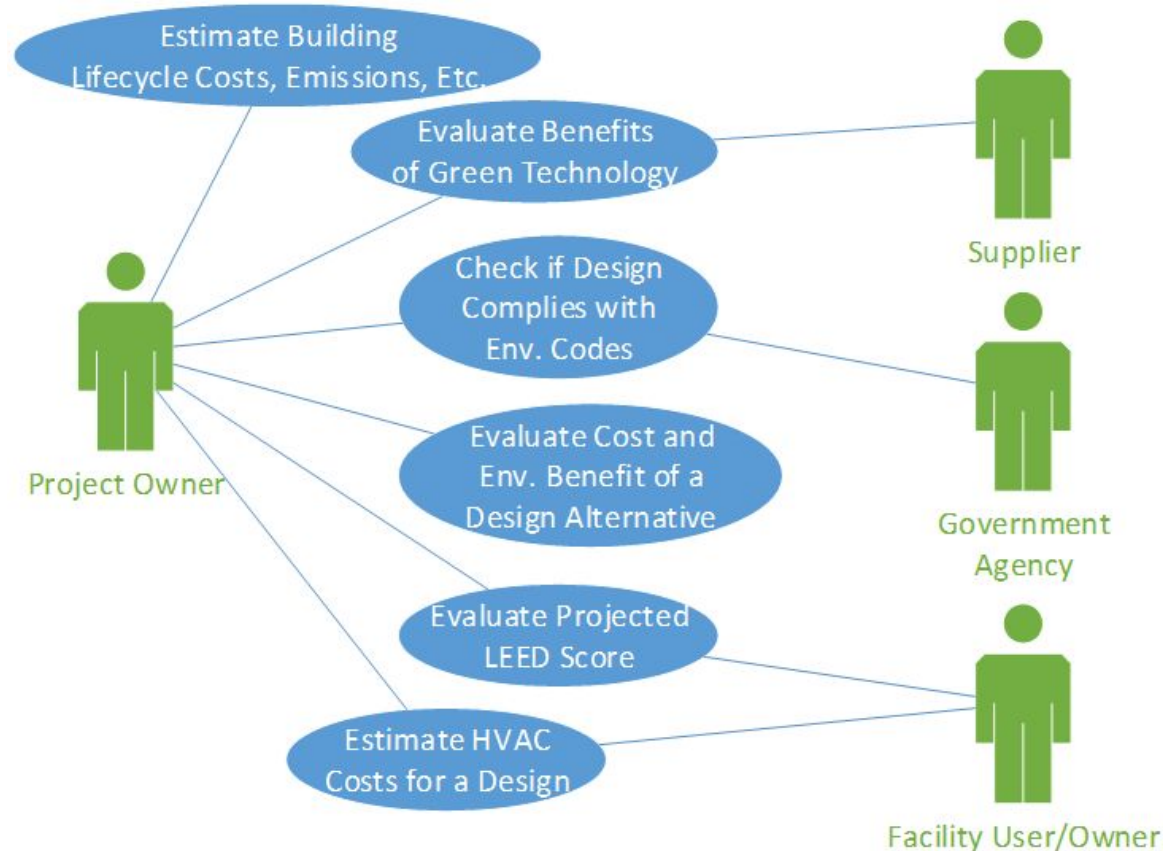 Estimate Building
Lifecycle Costs, Emissions, Etc.
Evaluate Benefits
of Green Technology
Supplier
Check if Design
Complies with
Env. Codes
Project Owner
Evaluate Cost and
Env. Benefit of a
Design Alternative
Government
Agency
Evaluate Projected
LEED Score
Estimate HVAC
Costs for a Design
Facility User/Owner